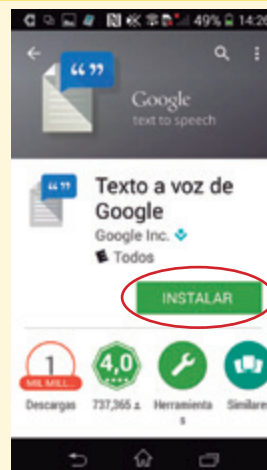 49% 14:26
“ ”
Google
text to speech
“ ”
Texto a voz de
Google
Google Inc.
Todos
INSTALAR
1
MIL MILL...
4,0
Descargas 737,365 Herramienta
s Similares